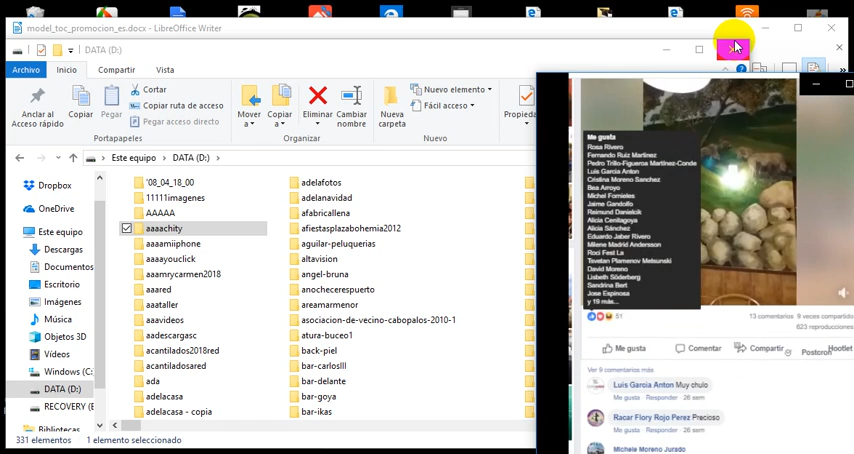 model_toc_promocion_es.docx - LibreOffice Writer
DATA (D:)
Archivo Inicio Compartir Vista
Anclar al Acceso rápido
Copiar
Pegar
Cortar
Copiar ruta de acceso
Pegar acceso directo
Mover a
Copiar a
Eliminar
Cambiar nombre
Nueva carpeta
Nuevo elemento
Fácil acceso
Propieda
Portapapeles
Organizar
Nuevo
Este equipo > DATA (D:) >
Dropbox
OneDrive
Este equipo
Descargas
Documentos
Escritorio
Imágenes
Música
Objetos 3D
Vídeos
Windows (C:
DATA (D:)
RECOVERY (E
Bibliotecas
'08_04_18_00
11111imagenes
AAAAA
aaaachity
aaaamiiphone
aaaayouclick
aaamrycarmen2018
aaared
aaataller
aaavideos
aadescargasc
acantilados2018red
acantiladosared
ada
adelacasa
adelacasa - copia
adelafotos
adelanavidad
afabricallena
afiestasplazabohemia2012
aguilar-peluquerias
altavision
angel-bruna
anochecerespuerto
areamarmenor
asociacion-de-vecino-cabopalos-2010-1
atura-buceo1
back-piel
bar-carlosIII
bar-delante
bar-goya
bar-ikas
331 elementos
1 elemento seleccionado
Me gusta
Rosa Rivero
Fernando Ruiz Martinez
Pedro Trillo-Figueroa Martínez-Conde
Luis Garcia Anton
Cristina Moreno Sanchez
Bea Arroyo
Michel Fornieles
Jaime Gandolfo
Reimund Danielcik
Alicia Cenitagoya
Alicia Sánchez
Eduardo Jaber Rivero
Milene Madrid Andersson
Roci Fest La
Tsvetan Plamenov Metsunski
David Moreno
Lisbeth Söderberg
Sandrina Bert
Jose Espinosa
y 19 más...
51
13 comentarios 9 veces compartido
623 reproducciones
Me gusta
Comentar
Compartir
Postcron
Hootlet
Ver 9 comentarios más
Luis Garcia Anton Muy chulo
Me gusta · Responder · 26 sem
Racar Flory Rojo Perez Precioso
Me gusta · Responder · 26 sem
Michele Moreno Jurado